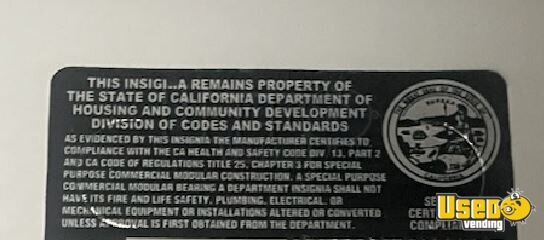 THIS INSIGI..A REMAINS PROPERTY OF
THE STATE OF CALIFORNIA DEPARTMENT OF
HOUSING AND COMMUNITY DEVELOPMENT
DIVISION OF CODES AND STANDARDS
AS EVIDENCED BY THIS INSIGNIA THE MANUFACTURER CERTIFIES TO
COMPLIANCE WITH THE CA HEALTH AND SAFETY CODE DIV. 13, PART 2
AND CA CODE OF REGULATIONS TITLE 25, CHAPTER 3 FOR SPECIAL
PURPOSE COMMERCIAL MODULAR CONSTRUCTION. A SPECIAL PURPOSE
COMMERCIAL MODULAR BEARING A DEPARTMENT INSIGNIA SHALL NOT
HAVE ITS FIRE AND LIFE SAFETY, PLUMBING, ELECTRICAL, OR
MECHANICAL EQUIPMENT OR INSTALLATIONS ALTERED OR CONVERTED
UNLESS APPROVAL IS FIRST OBTAINED FROM THE DEPARTMENT.
SE
CERT
COMPLIAN
Used
vending